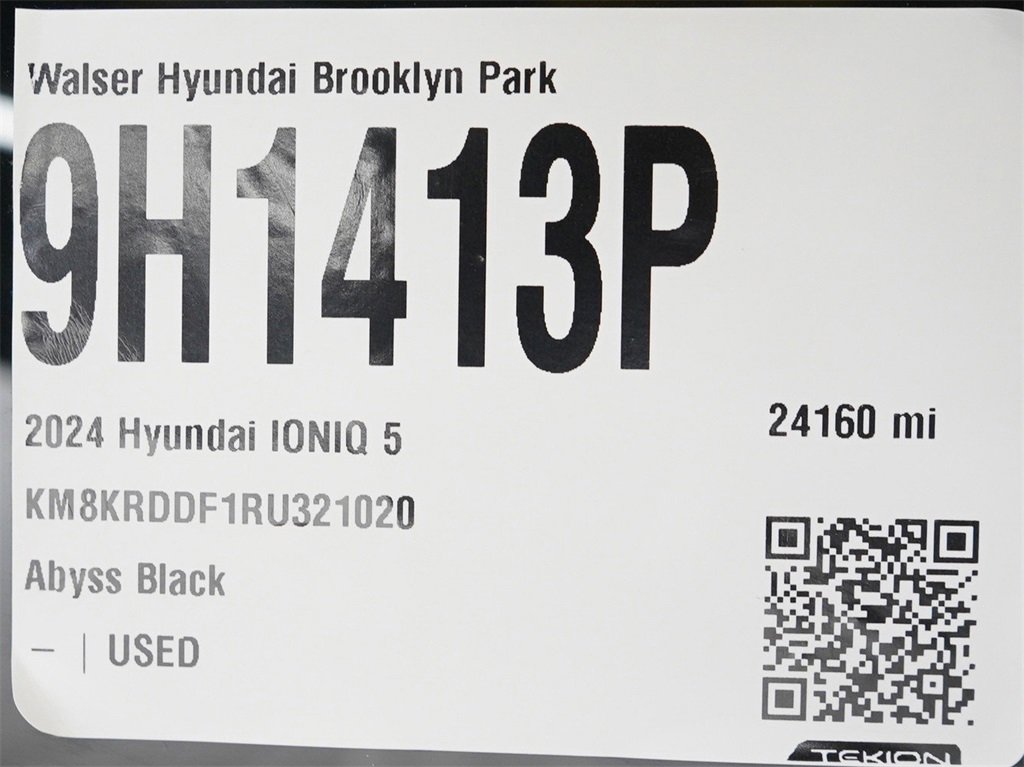 Walser Hyundai Brooklyn Park
9H1413P
2024 Hyundai IONIQ 5
24160 mi
KM8KRDDF1RU321020
Abyss Black
– | USED
TEKION